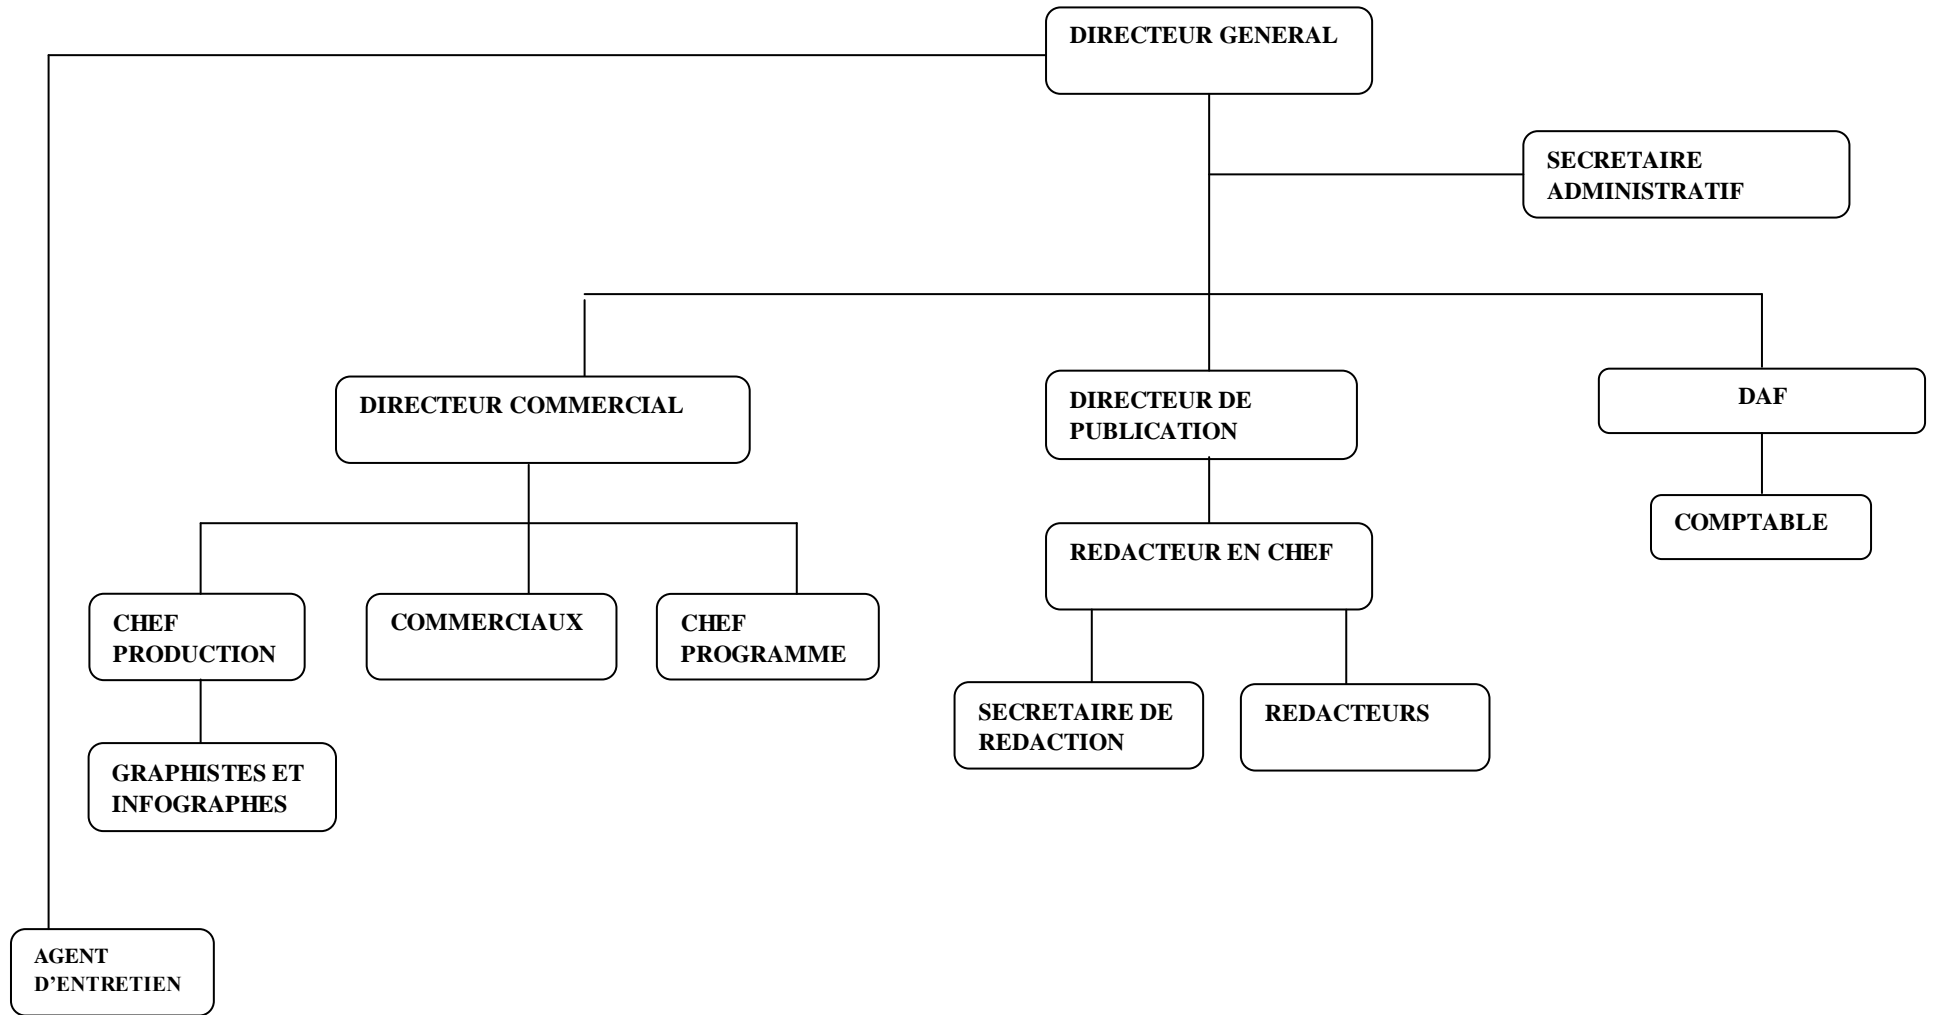 DIRECTEUR GENERAL
SECRETAIRE
ADMINISTRATIF
DIRECTEUR COMMERCIAL
DIRECTEUR DE
PUBLICATION
DAF
COMPTABLE
REDACTEUR EN CHEF
CHEF
PRODUCTION
COMMERCIAUX
CHEF
PROGRAMME
SECRETAIRE DE
REDACTION
REDACTEURS
GRAPHISTES ET
INFOGRAPHES
AGENT
D’ENTRETIEN